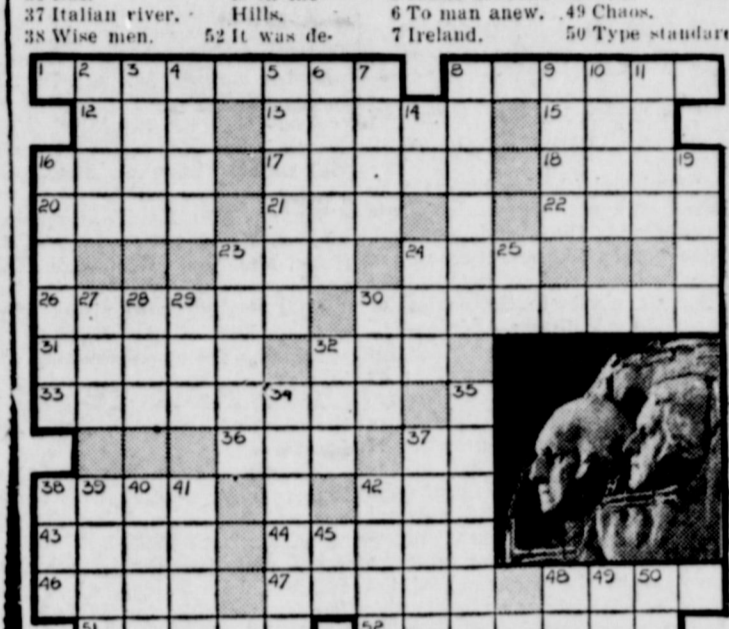 37 Italian river.
38 Wise men.
Hills.
52 It was de-
6 To man anew.
7 Ireland.
49 Chaos.
50 Type standard
1 2 3 4 5 6 7 8 9 10 11
12 13 14 15
16 17 18 19
20 21 22
23 24 25
26 27 28 29 30
31 32
33 34 35
36 37
38 39 40 41 42
43 44 45
46 47 48 49 50
51 52